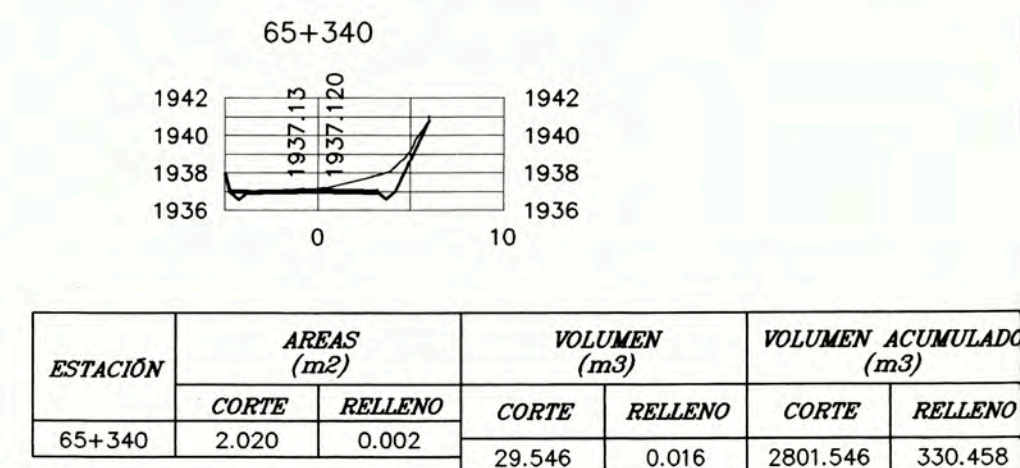 65+340
1937.13
1937.120
1942 1942
1940 1940
1938 1938
1936 1936
0 10
ESTACIÓN AREAS (m2) VOLUMEN (m3) VOLUMEN ACUMULADO (m3)
CORTE RELLENO CORTE RELLENO CORTE RELLENO
65+340 2.020 0.002
29.546 0.016 2801.546 330.458